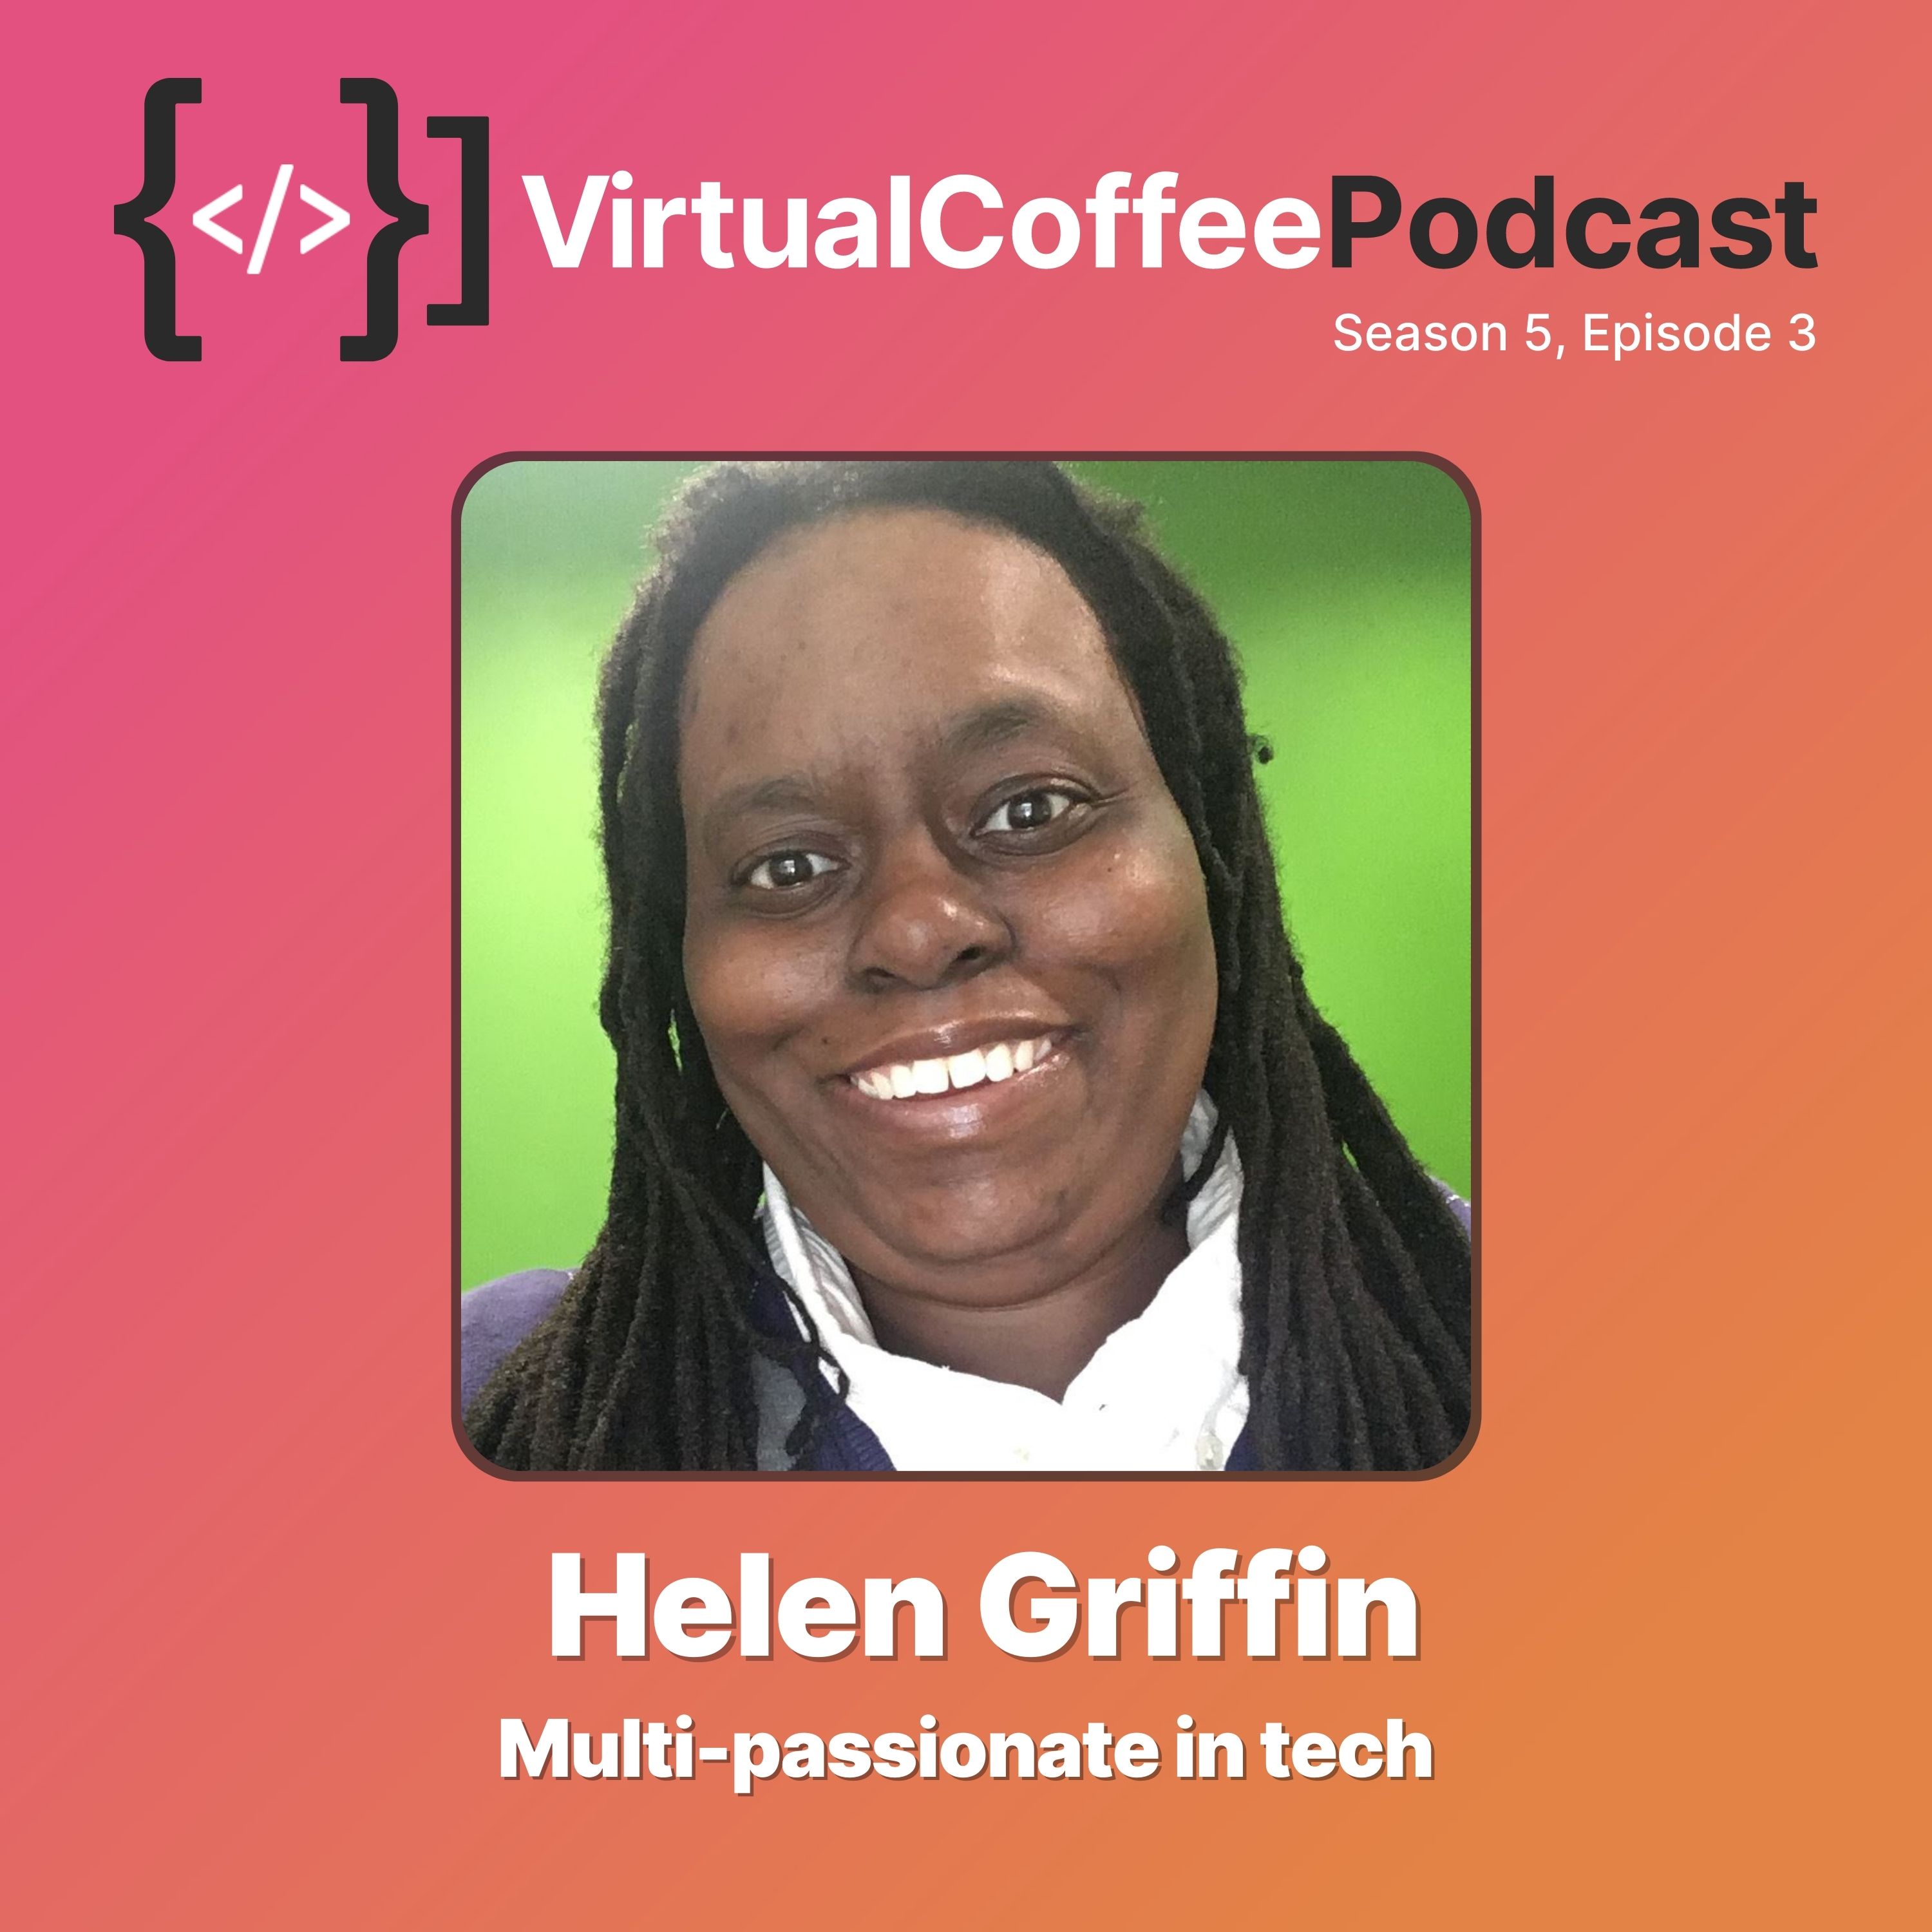 {</>}] VirtualCoffeePodcast
Season 5, Episode 3
Helen Griffin
Multi-passionate in tech